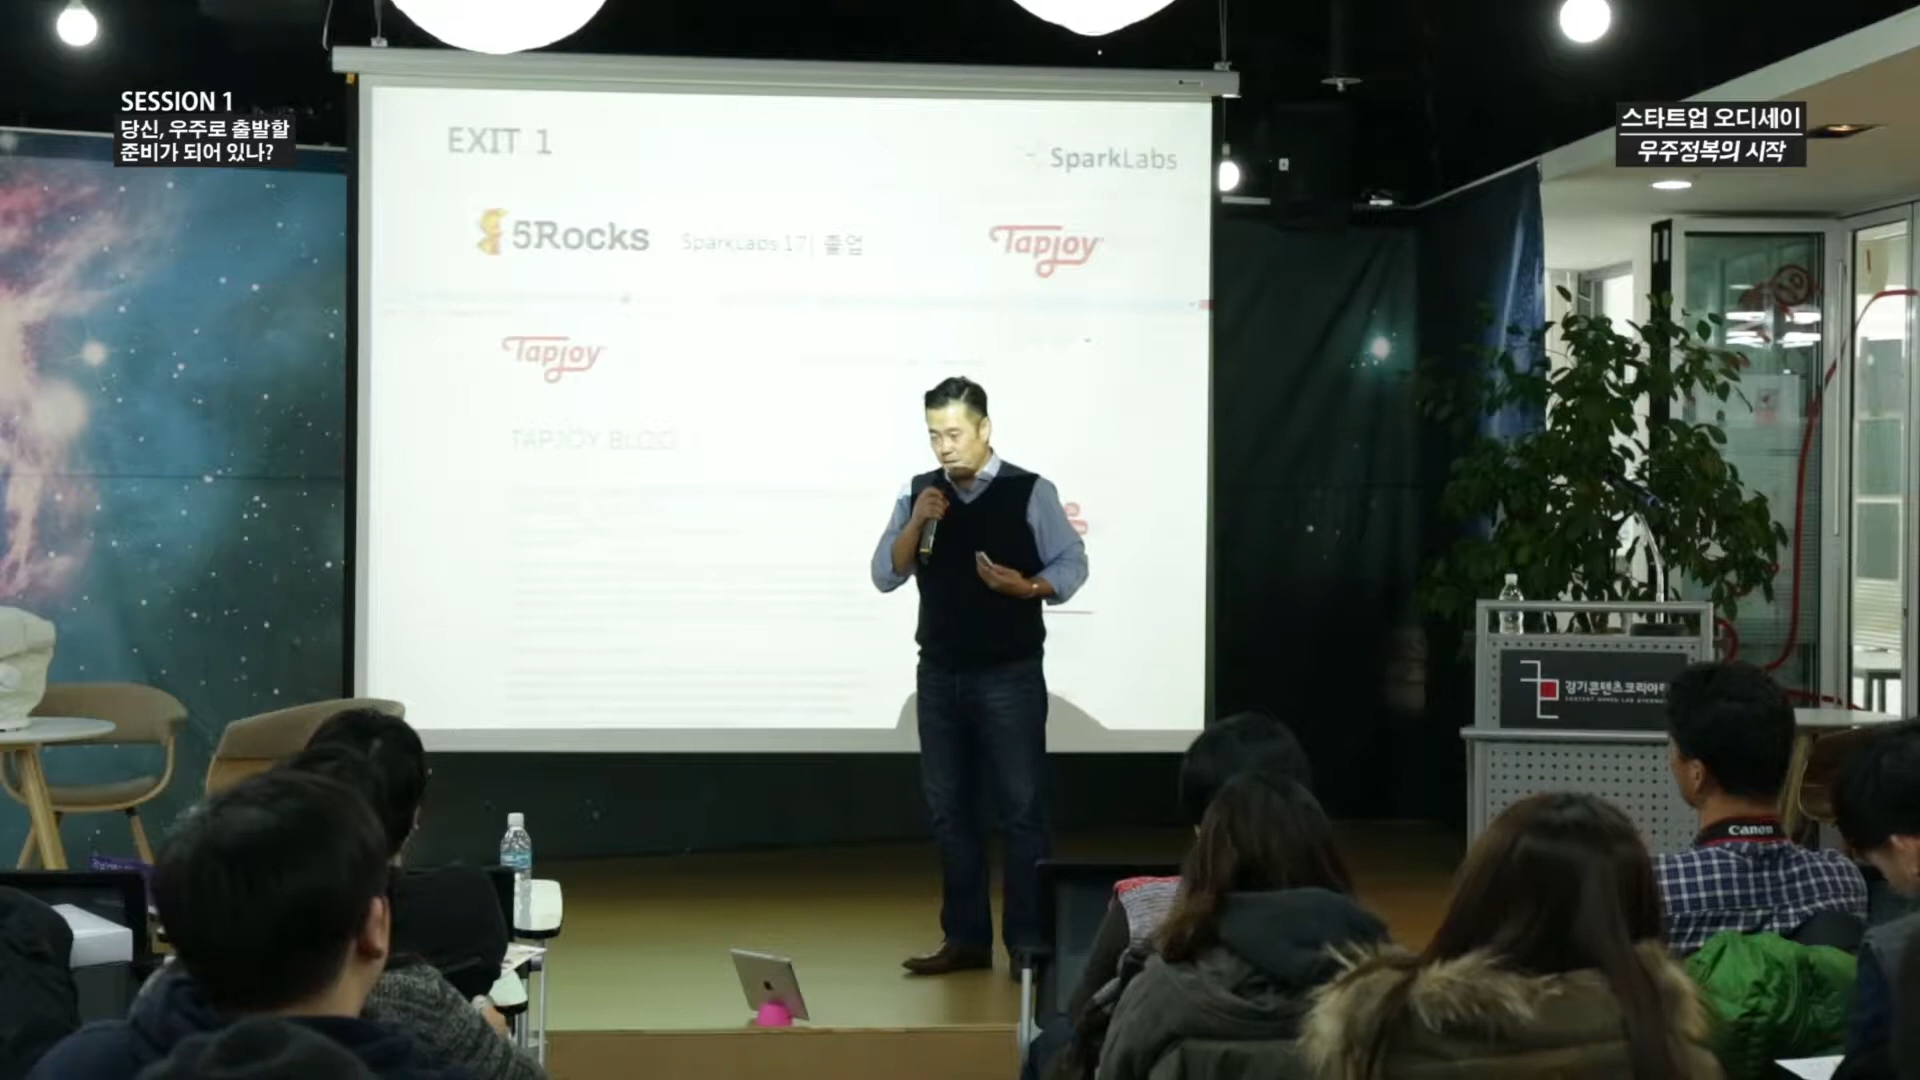 SESSION 1
당신, 우주로 출발할
준비가 되어 있나?
스타트업 오디세이
우주정복의 시작
EXIT 1
SparkLabs
5Rocks
SparkLabs 1기 졸업
Tapjoy
Tapjoy
TAPJOY BLOG
경기콘텐츠코리아
Canon